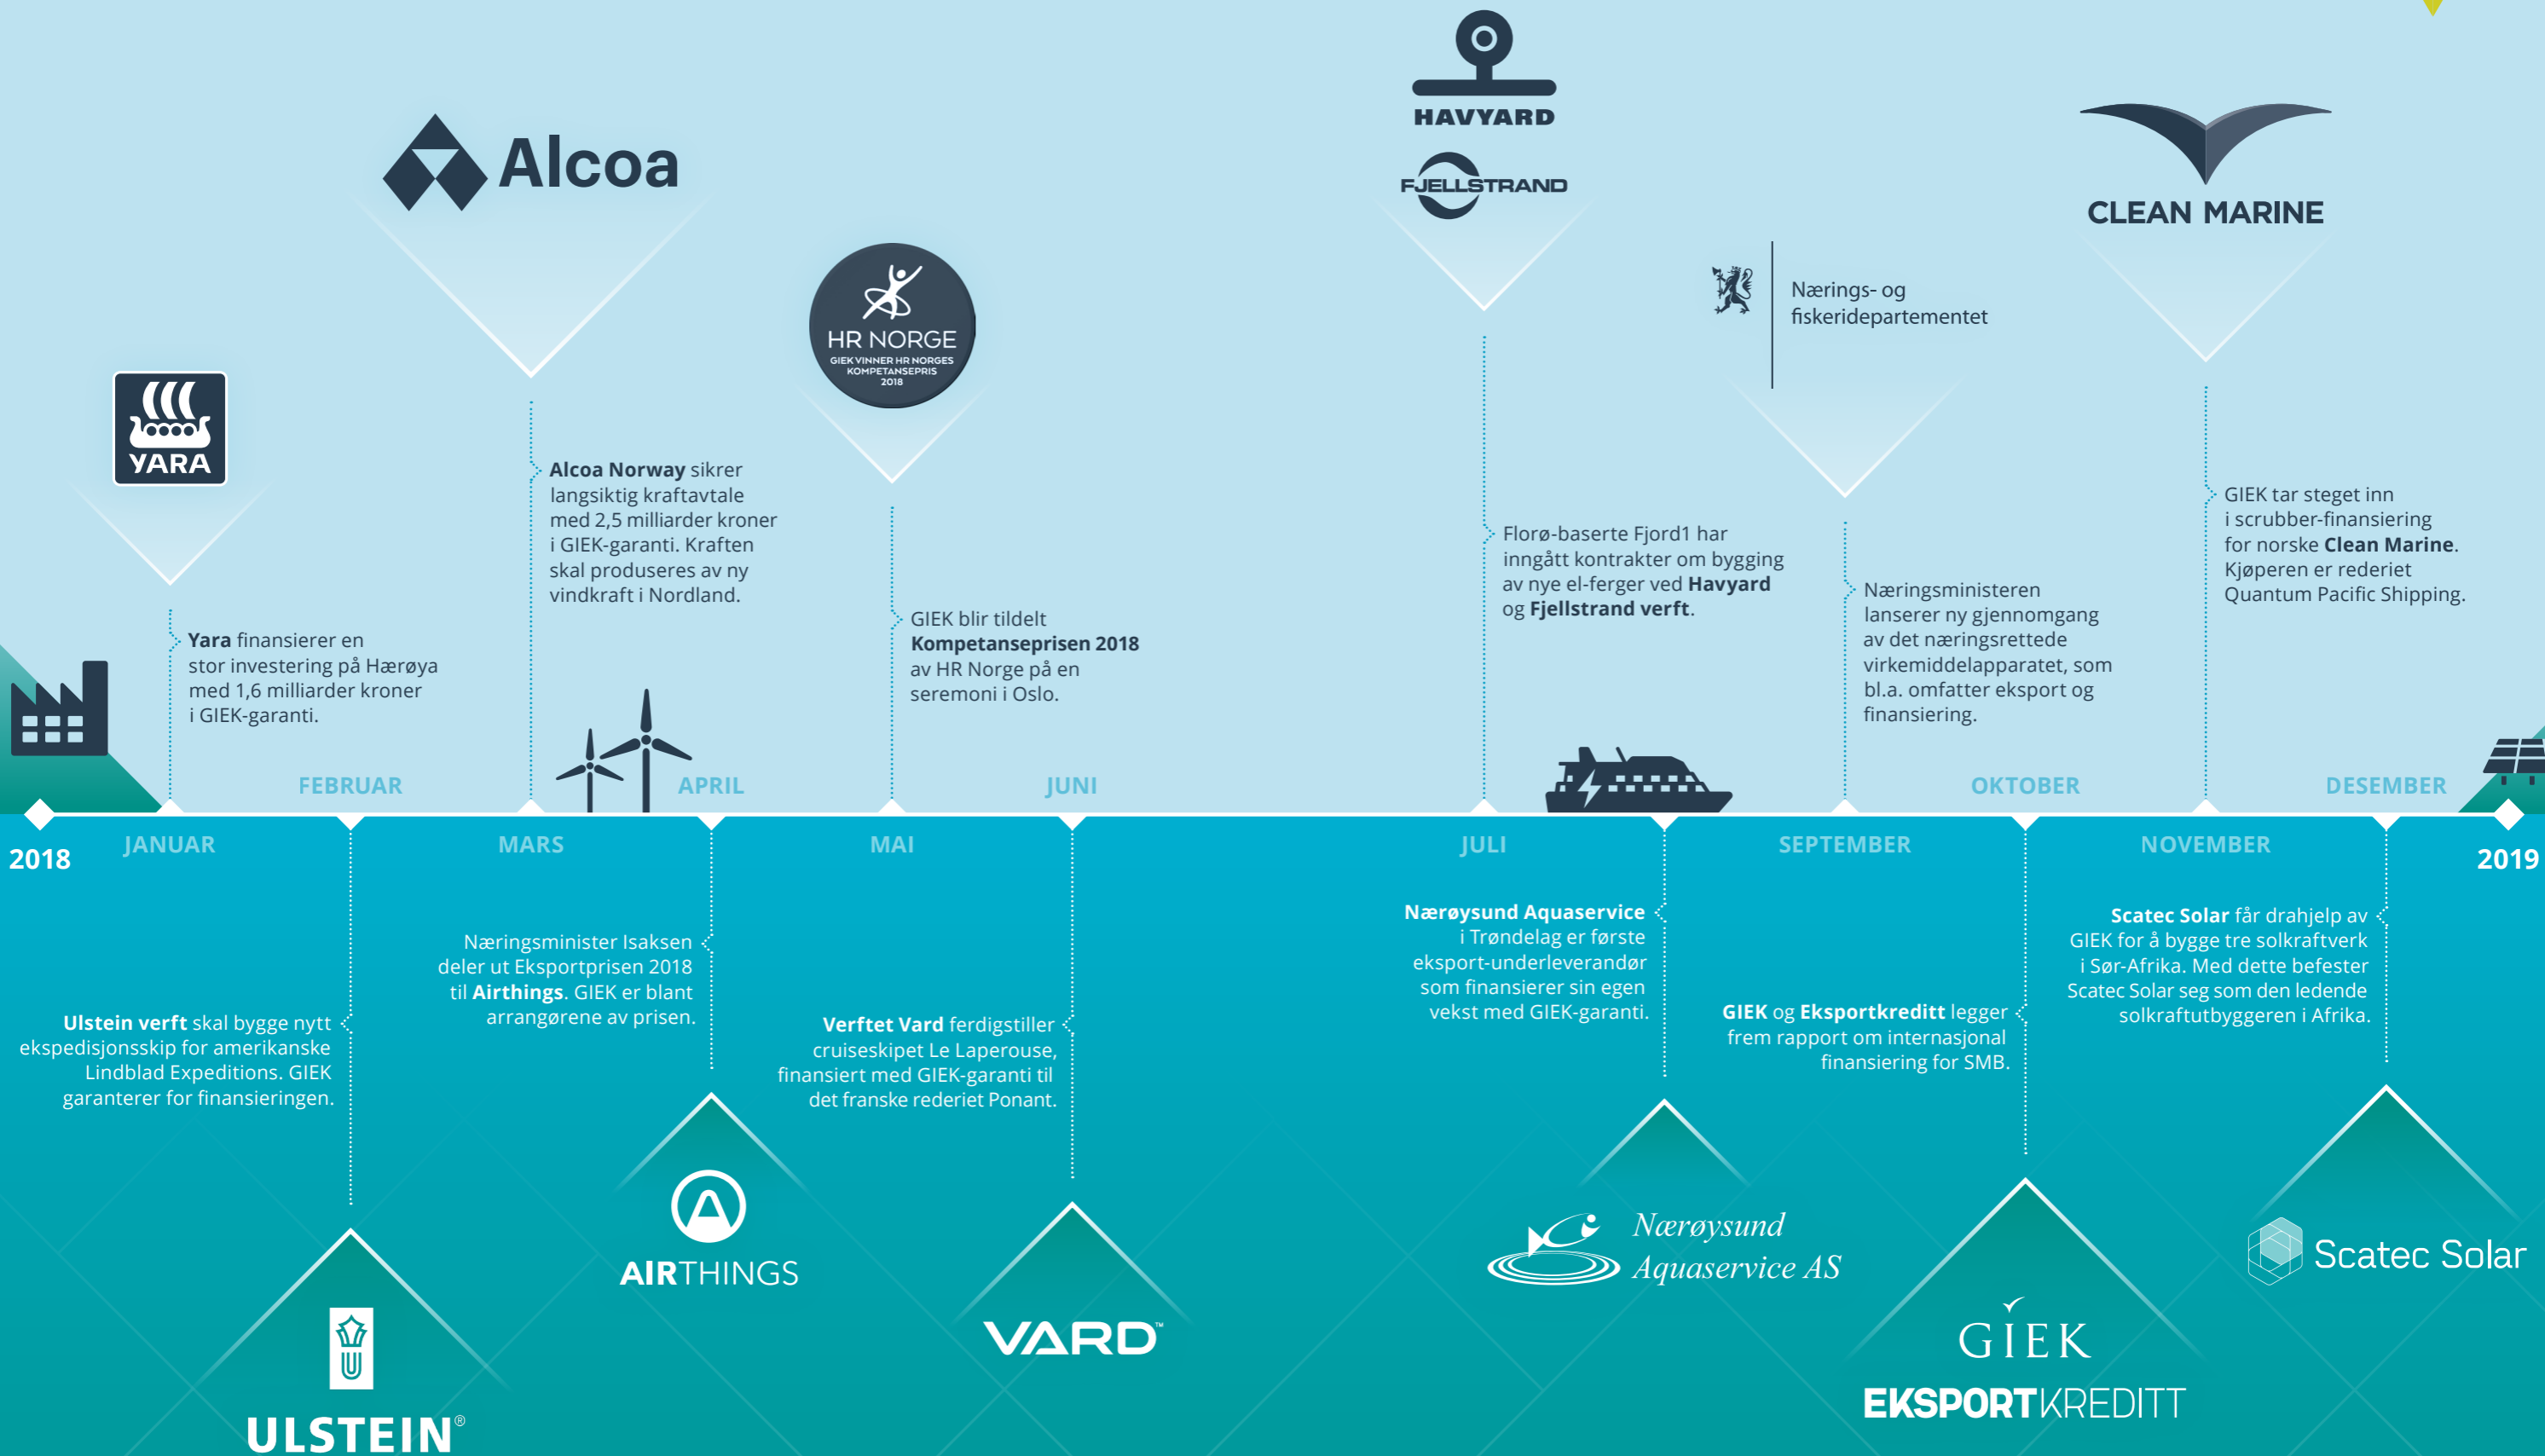 HAVYARD
FJELLSTRAND
Alcoa
CLEAN MARINE
HR NORGE
GIEK VINNER HR NORGES
KOMPETANSEPRIS
2018
Nærings- og
fiskeridepartementet
YARA
Yara finansierer en
stor investering på Hærøya
med 1,6 milliarder kroner
i GIEK-garanti.
Alcoa Norway sikrer
langsiktig kraftavtale
med 2,5 milliarder kroner
i GIEK-garanti. Kraften
skal produseres av ny
vindkraft i Nordland.
GIEK blir tildelt
Kompetanseprisen 2018
av HR Norge på en
seremoni i Oslo.
Florø-baserte Fjord1 har
inngått kontrakter om bygging
av nye el-ferger ved Havyard
og Fjellstrand verft.
Næringsministeren
lanserer ny gjennomgang
av det næringsrettede
virkemiddelapparatet, som
bl.a. omfatter eksport og
finansiering.
GIEK tar steget inn
i scrubber-finansiering
for norske Clean Marine.
Kjøperen er rederiet
Quantum Pacific Shipping.
FEBRUAR
APRIL
JUNI
OKTOBER
DESEMBER
2018
JANUAR
MARS
MAI
JULI
SEPTEMBER
NOVEMBER
2019
Ulstein verft skal bygge nytt
ekspedisjonsskip for amerikanske
Lindblad Expeditions. GIEK
garanterer for finansieringen.
Næringsminister Isaksen
deler ut Eksportprisen 2018
til Airthings. GIEK er blant
arrangørene av prisen.
Verftet Vard ferdigstiller
cruiseskipet Le Laperouse,
finansiert med GIEK-garanti til
det franske rederiet Ponant.
Nærøysund Aquaservice
i Trøndelag er første
eksport-underleverandør
som finansierer sin egen
vekst med GIEK-garanti.
GIEK og Eksportkreditt legger
frem rapport om internasjonal
finansiering for SMB.
Scatec Solar får drahjelp av
GIEK for å bygge tre solkraftverk
i Sør-Afrika. Med dette befester
Scatec Solar seg som den ledende
solkraftutbyggeren i Afrika.
ULSTEIN®
AIRTHINGS
VARD™
Nærøysund
Aquaservice AS
GIEK
EKSPORTKREDITT
Scatec Solar